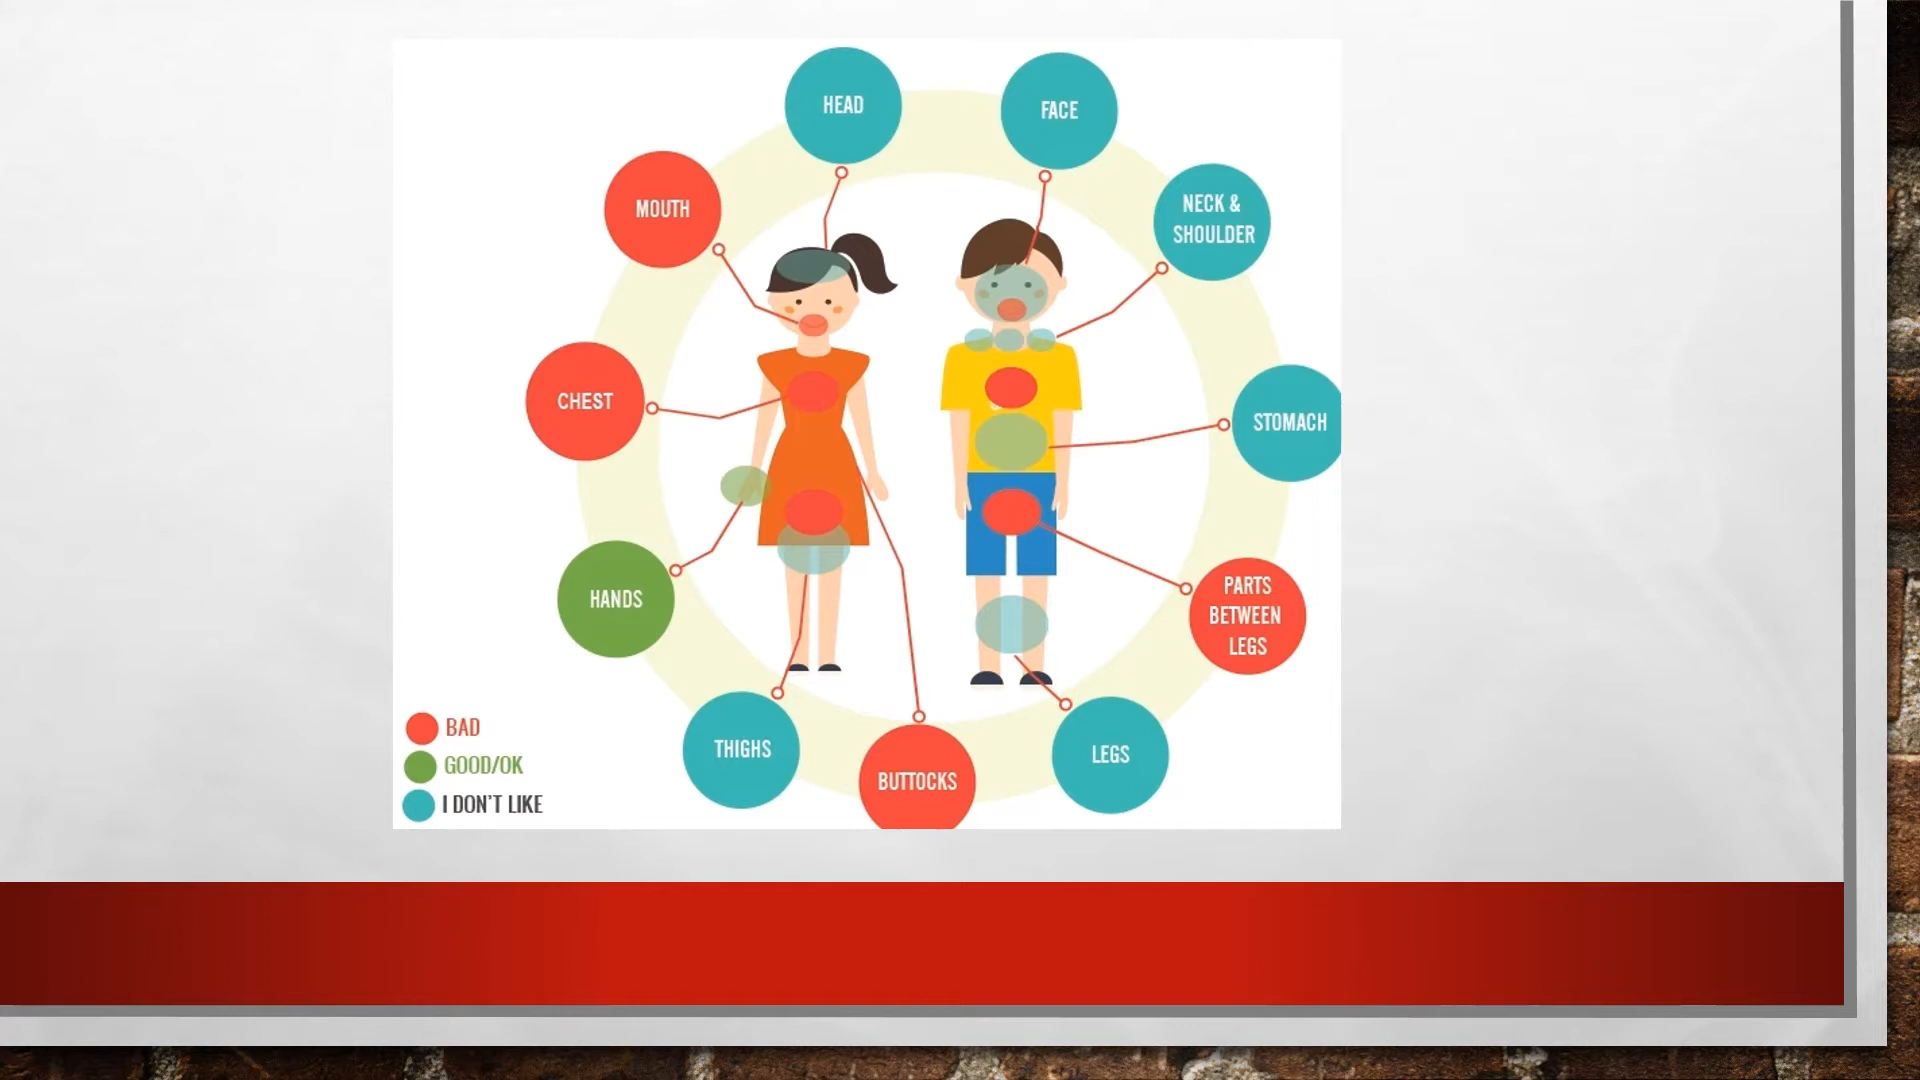 HEAD
FACE
MOUTH
NECK &
SHOULDER
CHEST
STOMACH
HANDS
PARTS
BETWEEN
LEGS
THIGHS
BUTTOCKS
LEGS
BAD
GOOD/OK
I DON'T LIKE